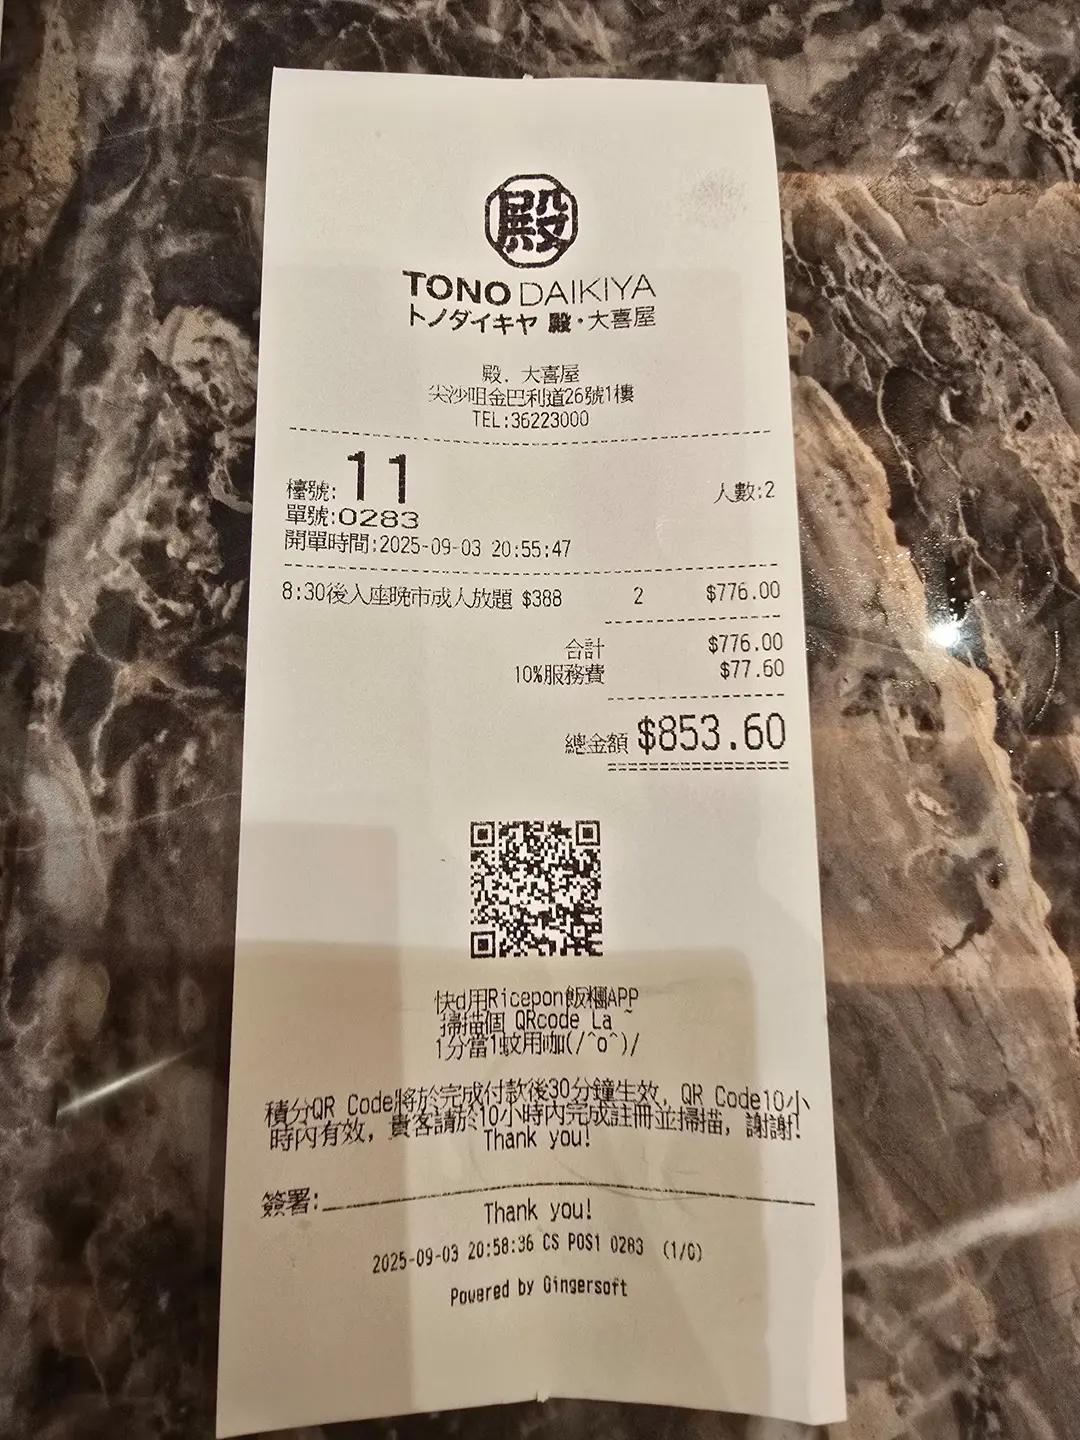 殿
TONO DAIKIYA
トノダイキヤ 殿・大喜屋
殿．大喜屋
尖沙咀金巴利道26號1樓
TEL:36223000
檯號: 11 人數:2
單號:0283
開單時間:2025-09-03 20:55:47
8:30後入座晚市成人放題 $388 2 $776.00
合計 $776.00
10%服務費 $77.60
總金額 $853.60
快d用Ricepon飯糰APP
掃描個 QRcode La ~
1分當1蚊用咖(/^o^)/
積分QR Code將於完成付款後30分鐘生效, QR Code10小
時內有效, 貴客請於10小時內完成註冊並掃描, 謝謝!
Thank you!
簽署:
Thank you!
2025-09-03 20:58:36 CS POS1 0283 (1/0)
Powered by Gingersoft